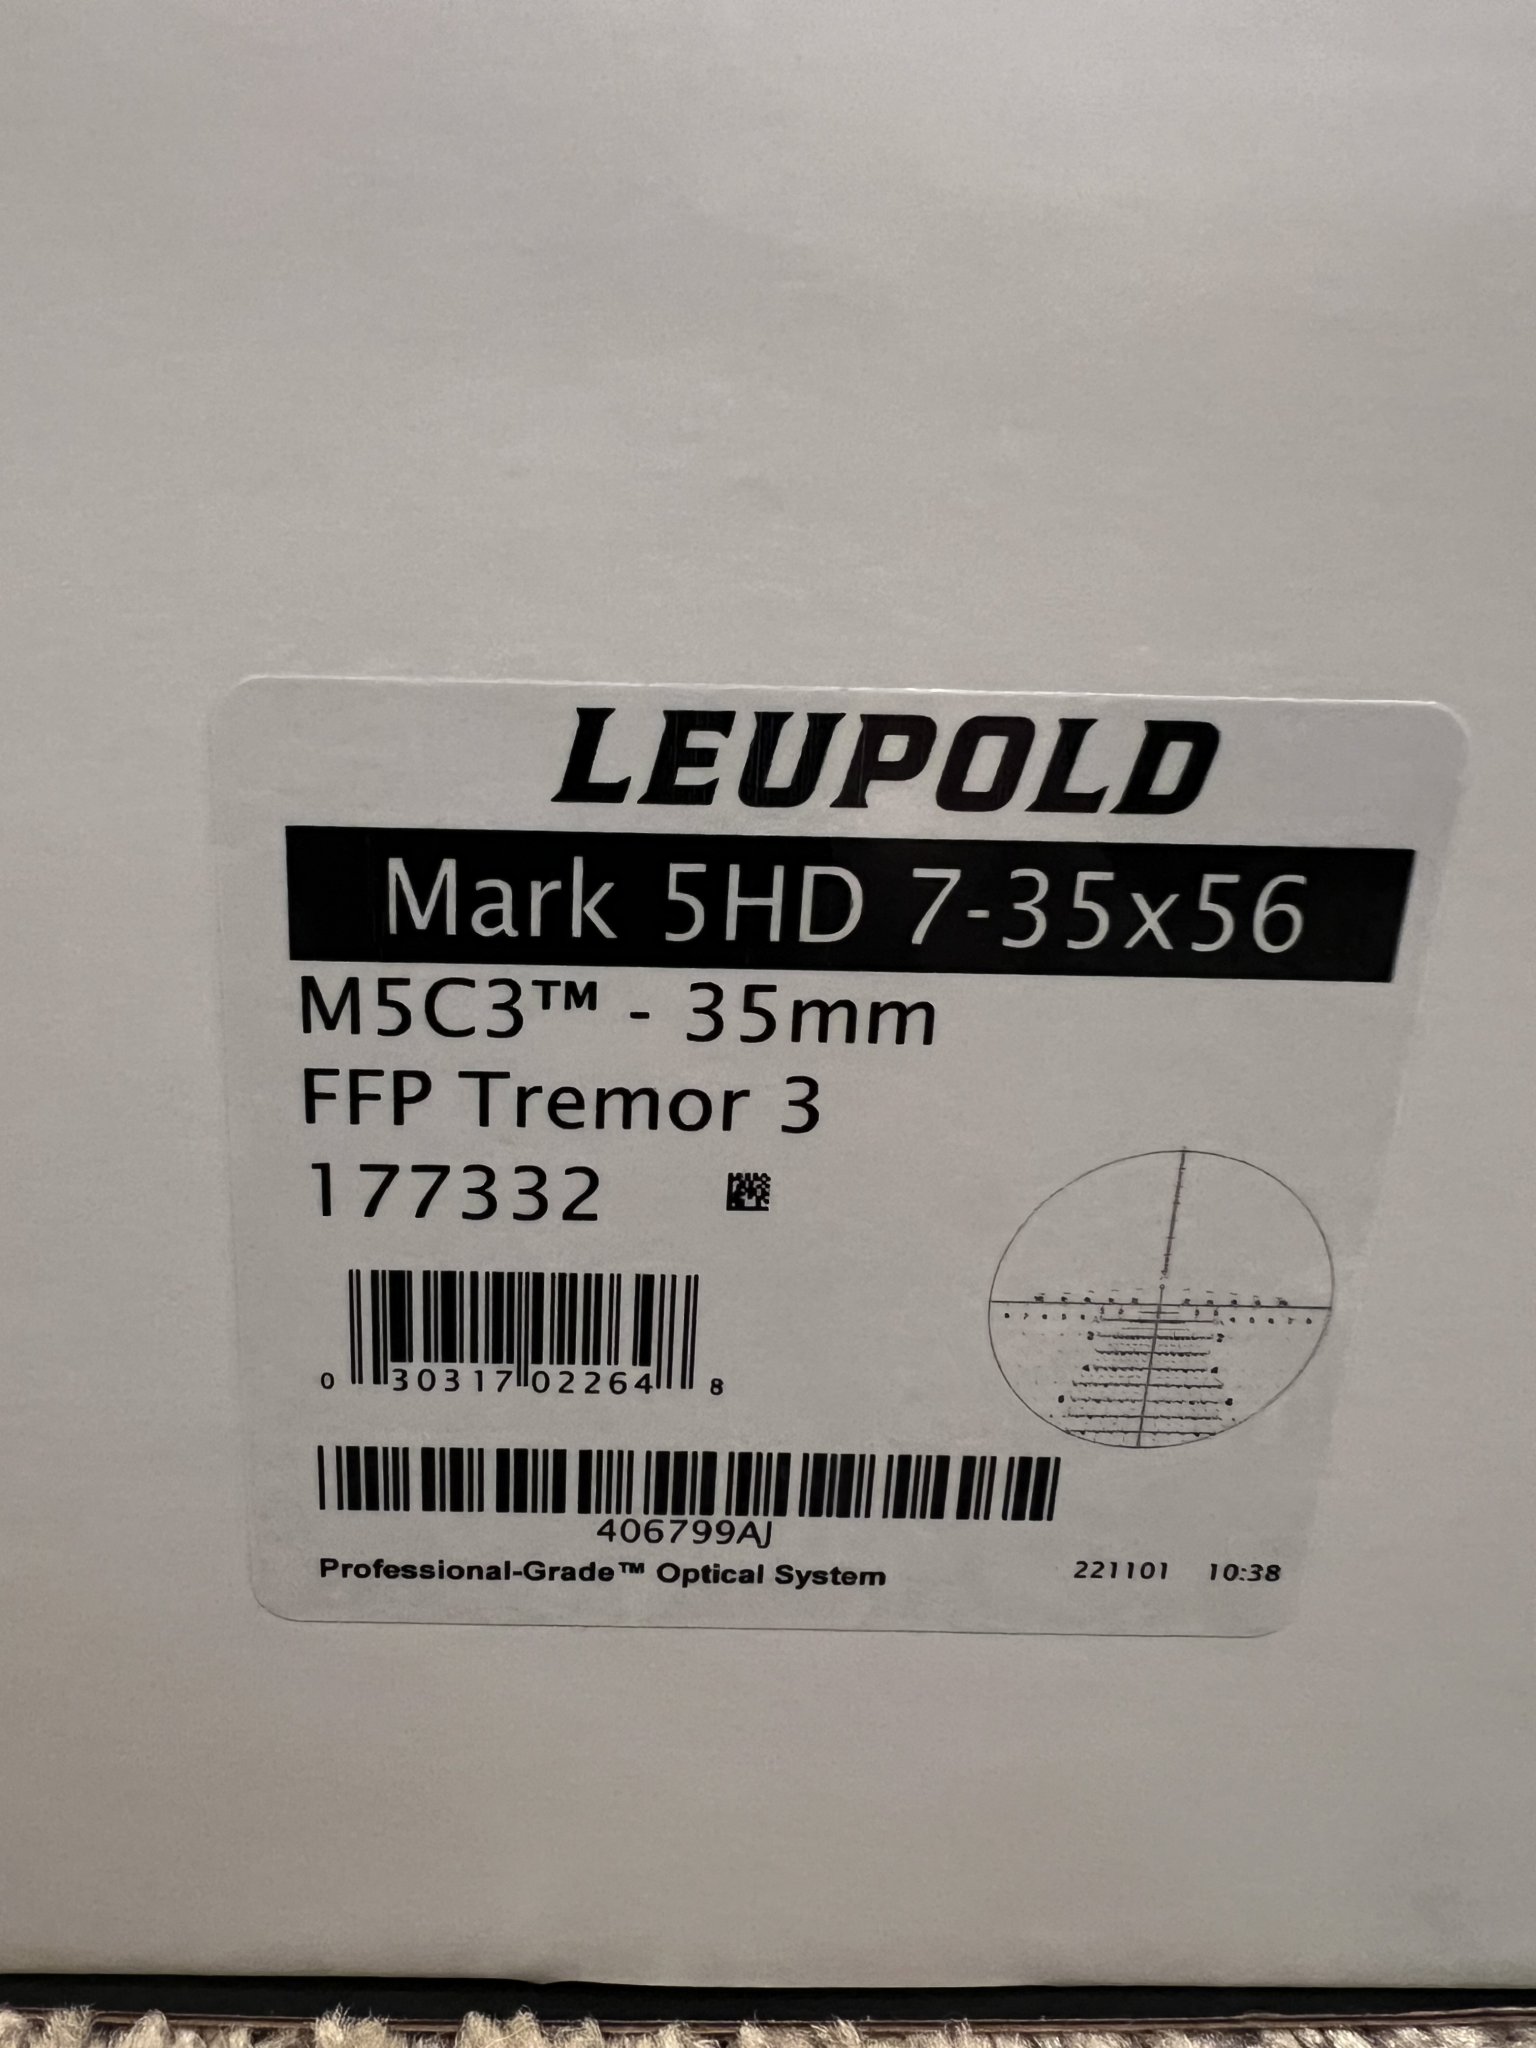 LEUPOLD
Mark 5HD 7-35x56
M5C3™ - 35mm
FFP Tremor 3
177332
0 30317 02264 8
406799AJ
Professional-Grade™ Optical System 221101 10:38